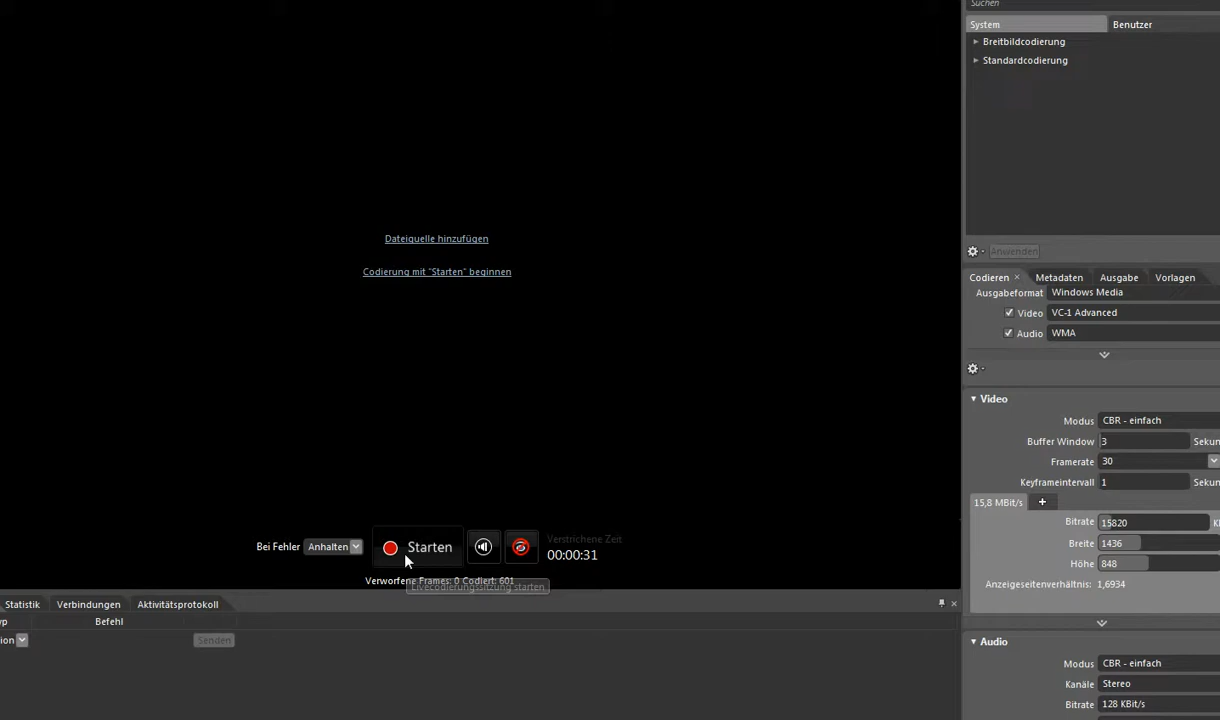 Suchen
System
Benutzer
Breitbildcodierung
Standardcodierung
Dateiquelle hinzufügen
Codierung mit "Starten" beginnen
Anwenden
Codieren
Metadaten
Ausgabe
Vorlagen
Ausgabeformat Windows Media
Video VC-1 Advanced
Audio WMA
Video
Modus CBR - einfach
Buffer Window 3 Sekun
Framerate 30
Keyframeintervall 1 Sekun
15,8 MBit/s +
Bitrate 15820
Breite 1436
Höhe 848
Anzeigeseitenverhältnis: 1,6934
Bei Fehler Anhalten
Starten
Verstrichene Zeit
00:00:31
Verworfene Frames: 0 Codiert: 601
Livecodierungssitzung starten
Statistik
Verbindungen
Aktivitätsprotokoll
yp
Befehl
ion
Senden
Audio
Modus CBR - einfach
Kanäle Stereo
Bitrate 128 KBit/s